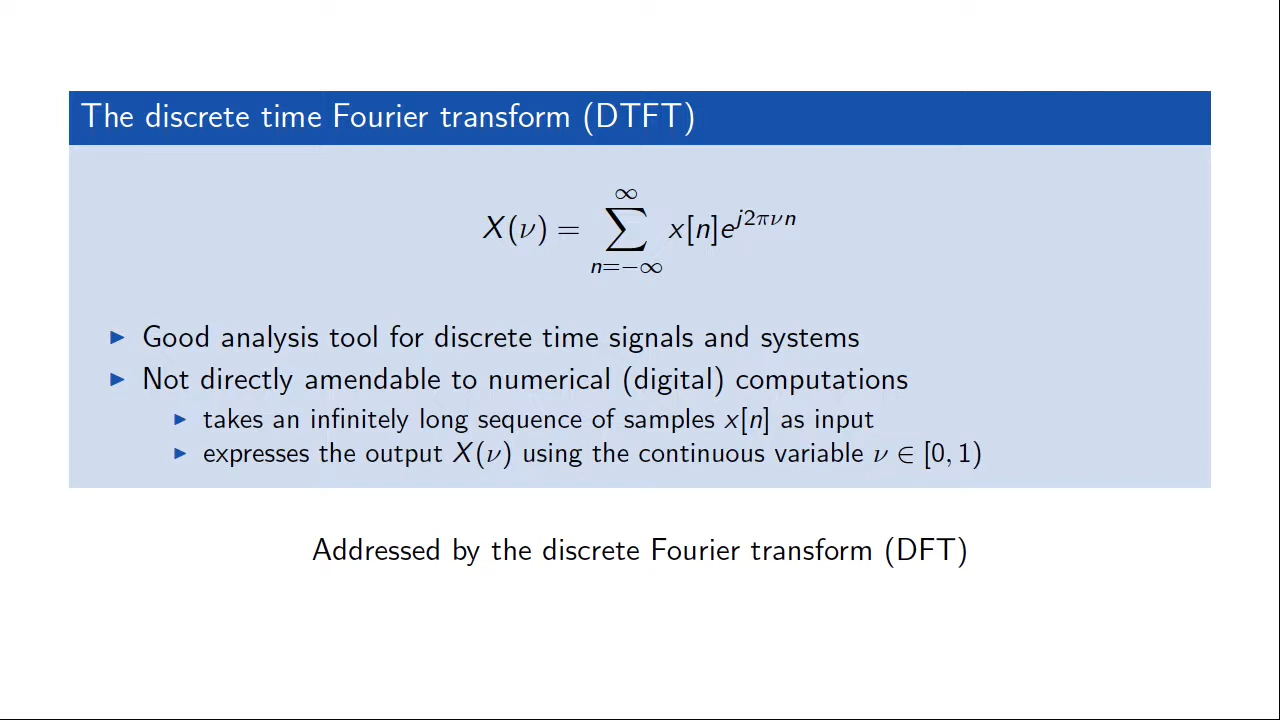 The discrete time Fourier transform (DTFT)
X(ν) = ∑_{n=−∞}^{∞} x[n]e^{j2πνn}
▶ Good analysis tool for discrete time signals and systems
▶ Not directly amendable to numerical (digital) computations
▶ takes an infinitely long sequence of samples x[n] as input
▶ expresses the output X(ν) using the continuous variable ν ∈ [0, 1)
Addressed by the discrete Fourier transform (DFT)